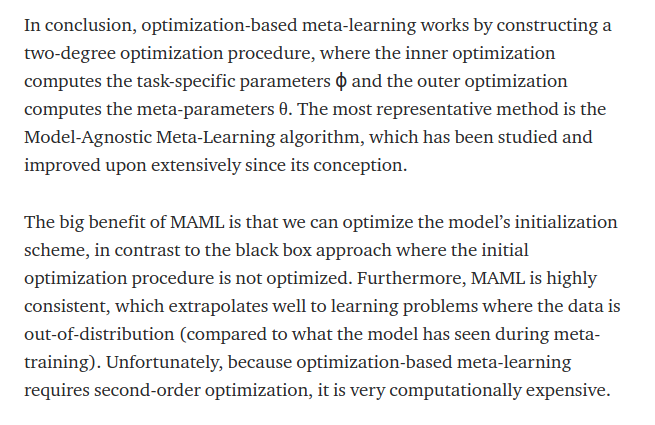 In conclusion, optimization-based meta-learning works by constructing a
two-degree optimization procedure, where the inner optimization
computes the task-specific parameters ϕ and the outer optimization
computes the meta-parameters θ. The most representative method is the
Model-Agnostic Meta-Learning algorithm, which has been studied and
improved upon extensively since its conception.
The big benefit of MAML is that we can optimize the model’s initialization
scheme, in contrast to the black box approach where the initial
optimization procedure is not optimized. Furthermore, MAML is highly
consistent, which extrapolates well to learning problems where the data is
out-of-distribution (compared to what the model has seen during meta-
training). Unfortunately, because optimization-based meta-learning
requires second-order optimization, it is very computationally expensive.